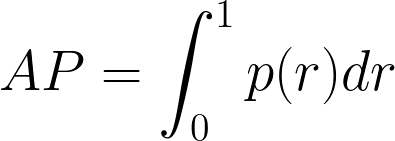 AP = ∫₀¹ p(r)dr